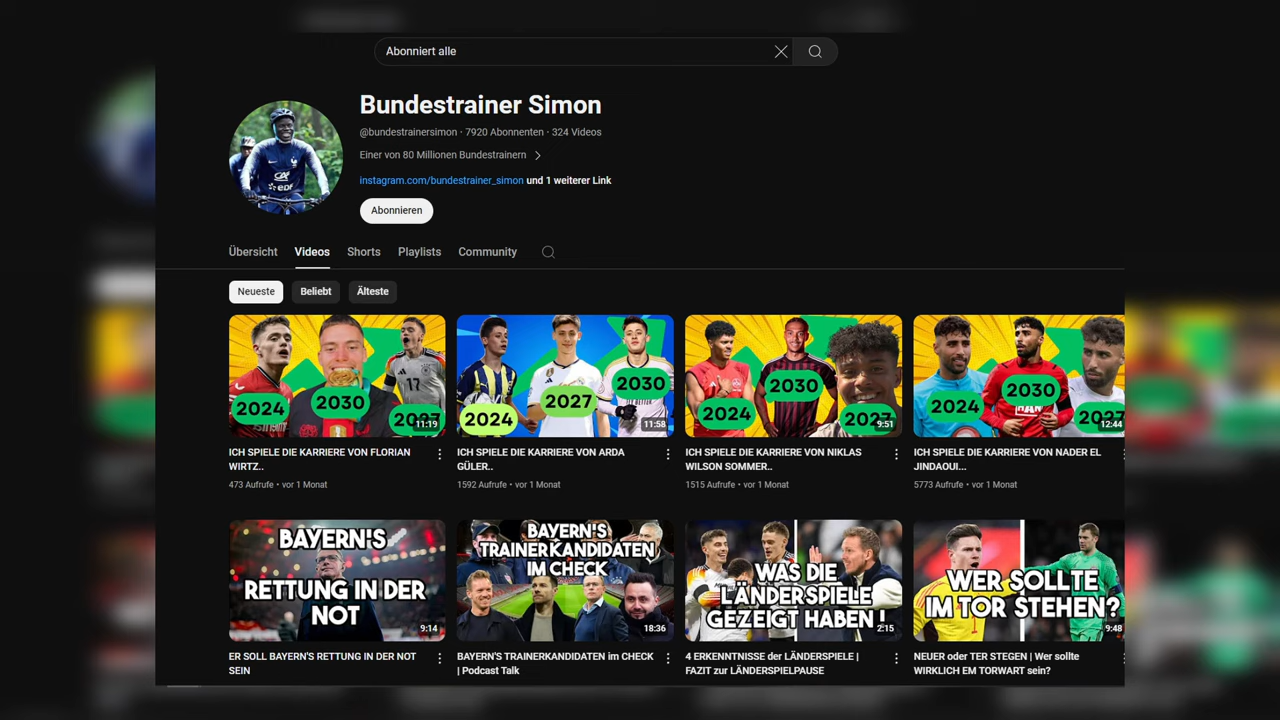 Abonniert alle
Bundestrainer Simon
@bundestrainersimon · 7920 Abonnenten · 324 Videos
Einer von 80 Millionen Bundestrainern
instagram.com/bundestrainer_simon und 1 weiterer Link
Abonnieren
Übersicht Videos Shorts Playlists Community
Neueste Beliebt Älteste
2024 2030 2027 17 11:19
2024 2027 2030 11:58
2024 2030 2027 9:51
2024 2030 2027 12:44
ICH SPIELE DIE KARRIERE VON FLORIAN
WIRTZ..
473 Aufrufe • vor 1 Monat
ICH SPIELE DIE KARRIERE VON ARDA
GÜLER..
1592 Aufrufe • vor 1 Monat
ICH SPIELE DIE KARRIERE VON NIKLAS
WILSON SOMMER..
1515 Aufrufe • vor 1 Monat
ICH SPIELE DIE KARRIERE VON NADER EL
JINDAOUI...
5773 Aufrufe • vor 1 Monat
BAYERN'S
RETTUNG IN DER
NOT
9:14
BAYERN'S
TRAINERKANDIDATEN
IM CHECK
18:36
WAS DIE
LÄNDERSPIELE
GEZEIGT HABEN!
2:15
WER SOLLTE
IM TOR STEHEN?
9:48
ER SOLL BAYERN'S RETTUNG IN DER NOT
SEIN
BAYERN'S TRAINERKANDIDATEN im CHECK
| Podcast Talk
4 ERKENNTNISSE der LÄNDERSPIELE |
FAZIT zur LÄNDERSPIELPAUSE
NEUER oder TER STEGEN | Wer sollte
WIRKLICH EM TORWART sein?